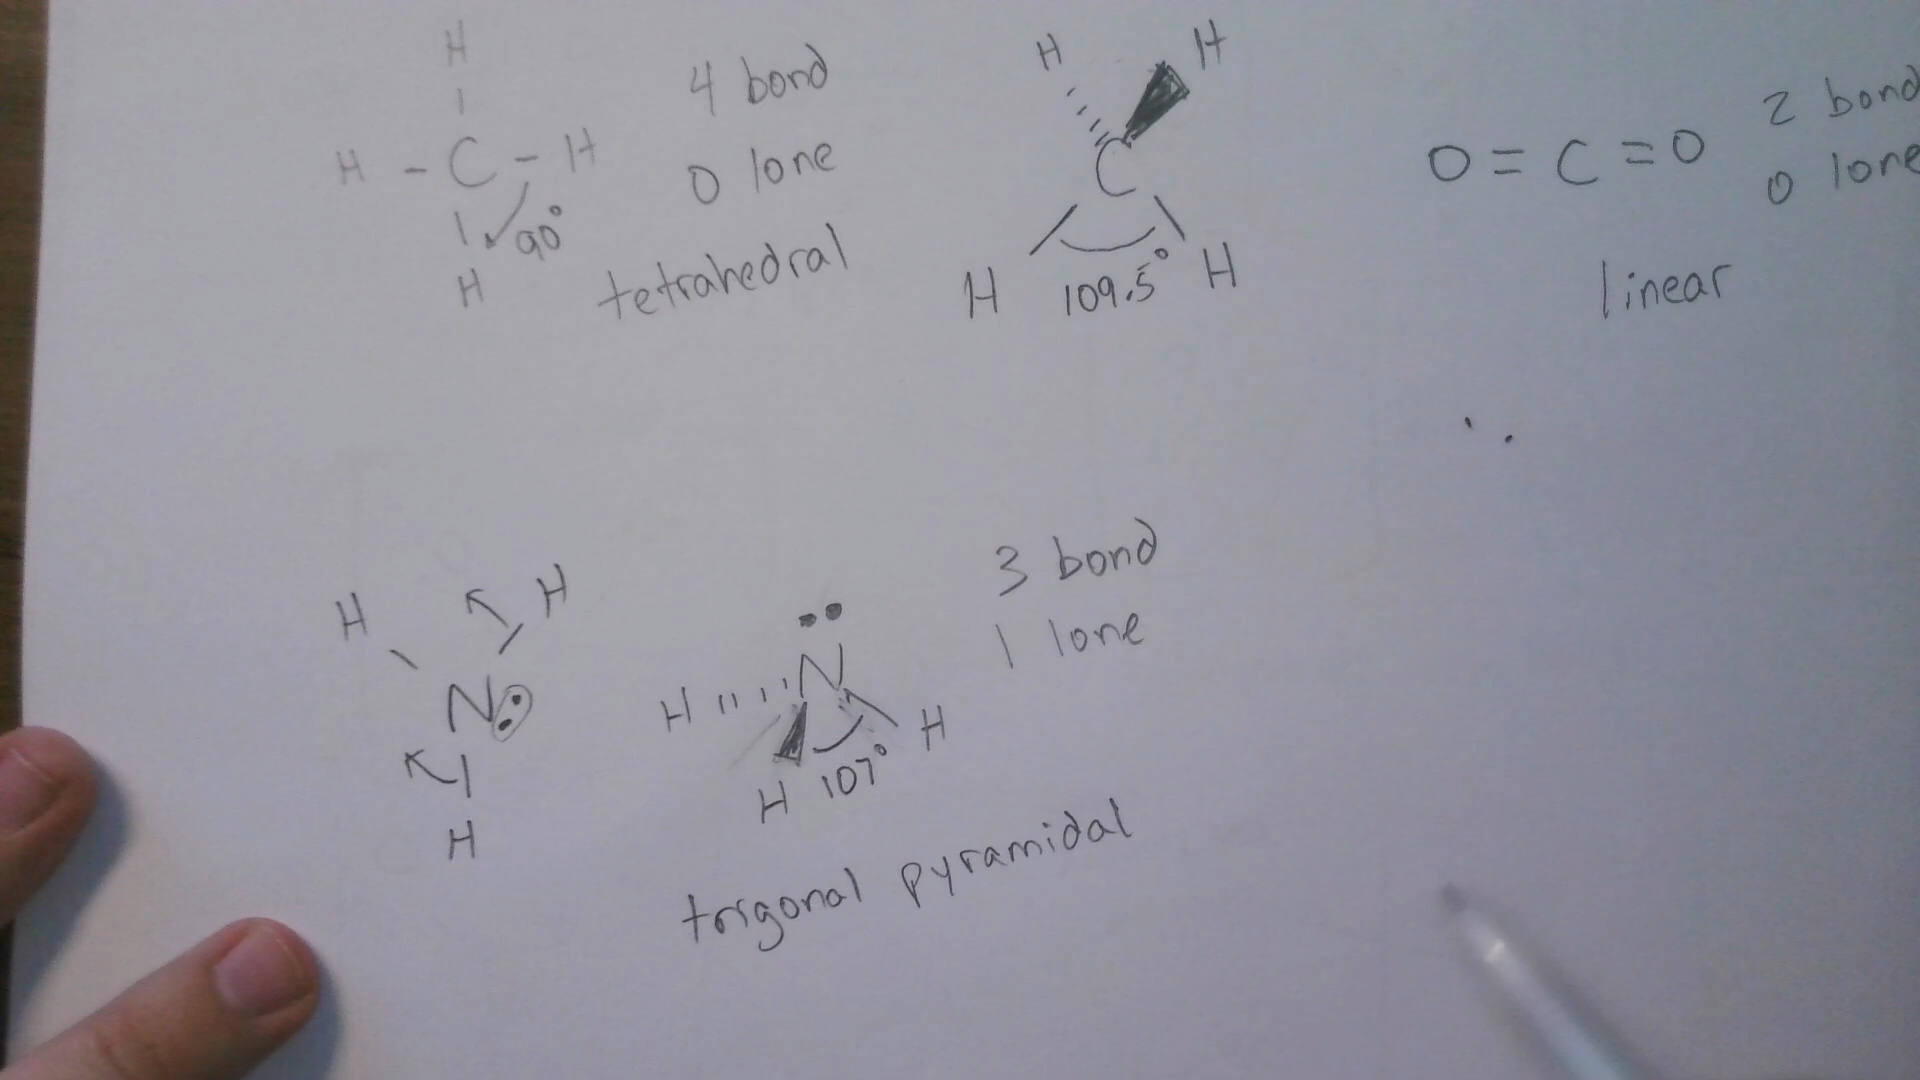 H
H - C - H
H
90°
4 bond
0 lone
tetrahedral
H H
C
H 109.5° H
O = C = O
2 bond
0 lone
linear
H H
N
H
N
H H
H 107°
3 bond
1 lone
trigonal pyramidal